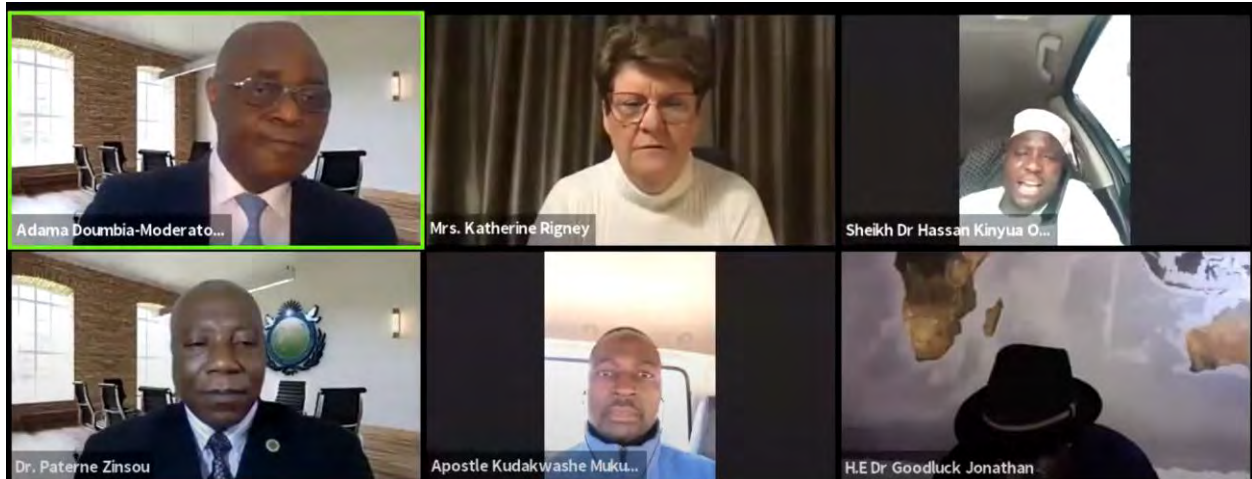 Adama Doumbia-Moderato...
Mrs. Katherine Rigney
Sheikh Dr Hassan Kinyua O...
Dr. Paterne Zinsou
Apostle Kudakwashe Muku...
H.E Dr Goodluck Jonathan